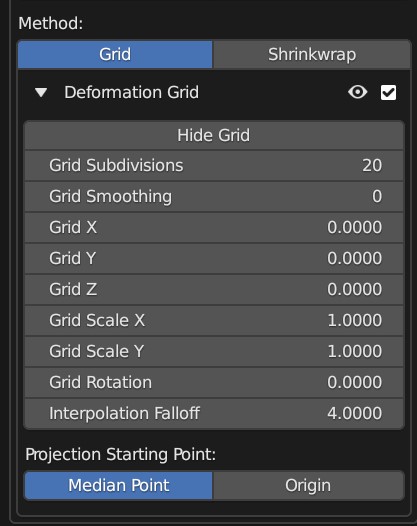 Method:
Grid Shrinkwrap
Deformation Grid
Hide Grid
Grid Subdivisions 20
Grid Smoothing 0
Grid X 0.0000
Grid Y 0.0000
Grid Z 0.0000
Grid Scale X 1.0000
Grid Scale Y 1.0000
Grid Rotation 0.0000
Interpolation Falloff 4.0000
Projection Starting Point:
Median Point Origin